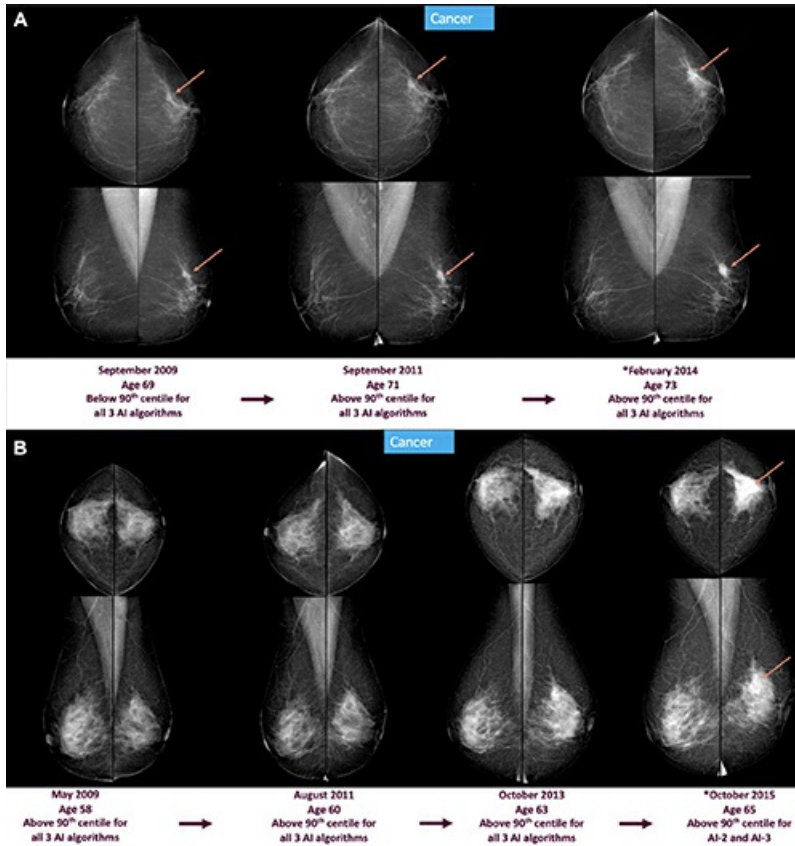 A
Cancer
September 2009
Age 69
Below 90th centile for
all 3 AI algorithms
September 2011
Age 71
Above 90th centile for
all 3 AI algorithms
*February 2014
Age 73
Above 90th centile for
all 3 AI algorithms
B
Cancer
May 2009
Age 58
Above 90th centile for
all 3 AI algorithms
August 2011
Age 60
Above 90th centile for
all 3 AI algorithms
October 2013
Age 63
Above 90th centile for
all 3 AI algorithms
*October 2015
Age 65
Above 90th centile for
AI-2 and AI-3